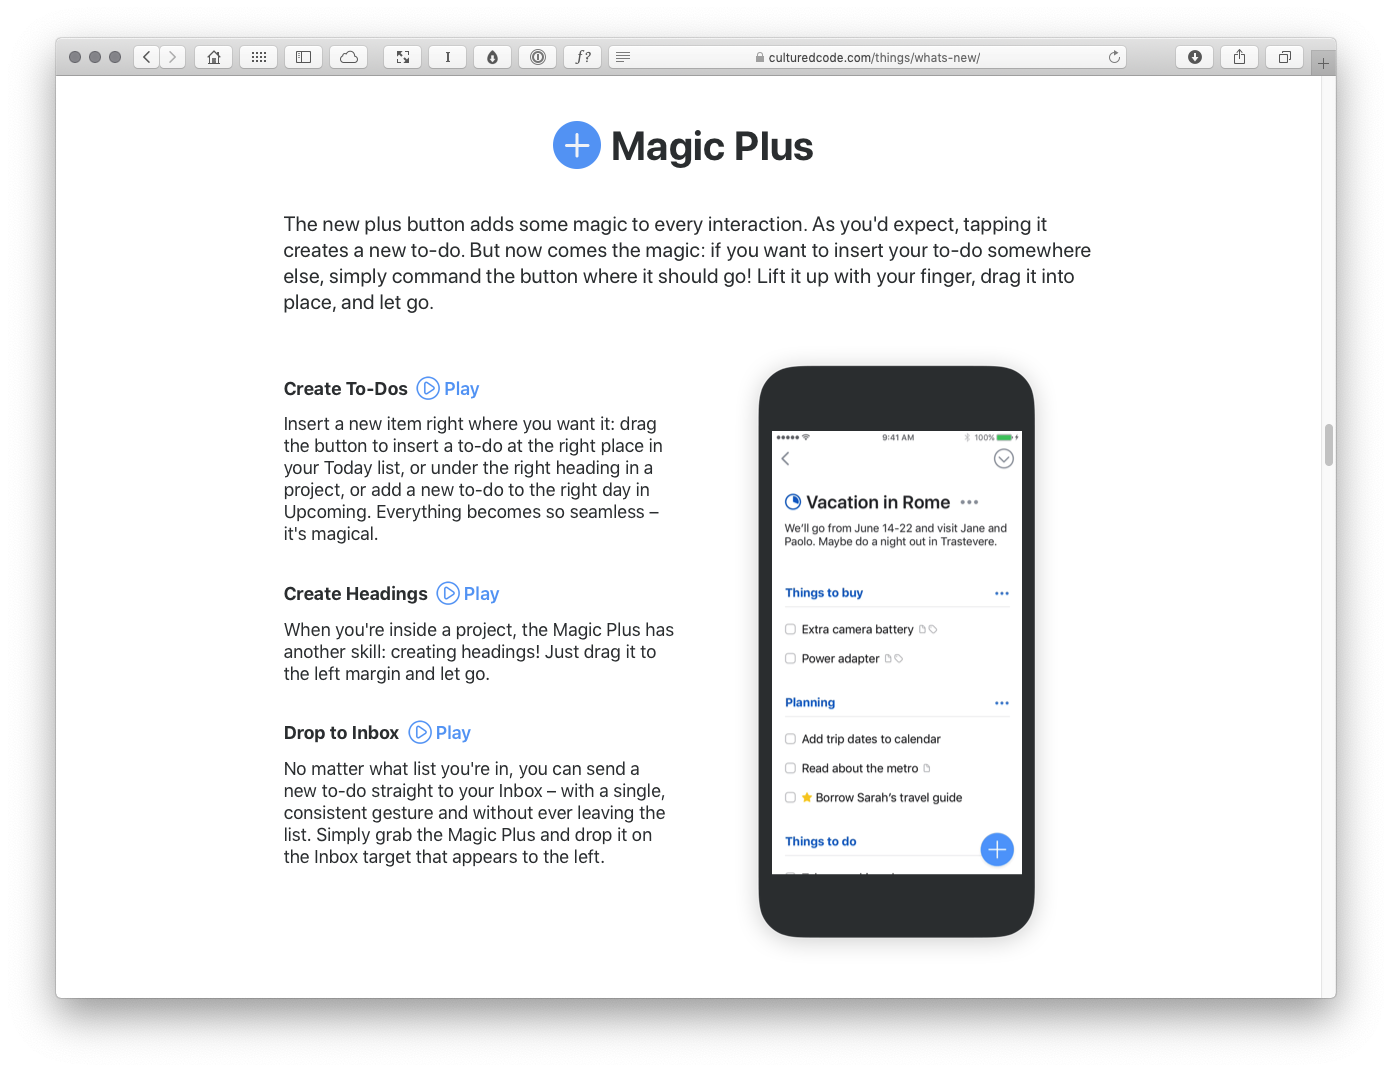 I
ƒ?
culturedcode.com/things/whats-new/
Magic Plus
The new plus button adds some magic to every interaction. As you'd expect, tapping it
creates a new to-do. But now comes the magic: if you want to insert your to-do somewhere
else, simply command the button where it should go! Lift it up with your finger, drag it into
place, and let go.
Create To-Dos Play
Insert a new item right where you want it: drag
the button to insert a to-do at the right place in
your Today list, or under the right heading in a
project, or add a new to-do to the right day in
Upcoming. Everything becomes so seamless –
it's magical.
Create Headings Play
When you're inside a project, the Magic Plus has
another skill: creating headings! Just drag it to
the left margin and let go.
Drop to Inbox Play
No matter what list you're in, you can send a
new to-do straight to your Inbox – with a single,
consistent gesture and without ever leaving the
list. Simply grab the Magic Plus and drop it on
the Inbox target that appears to the left.
9:41 AM 100%
Vacation in Rome
We'll go from June 14-22 and visit Jane and
Paolo. Maybe do a night out in Trastevere.
Things to buy
Extra camera battery
Power adapter
Planning
Add trip dates to calendar
Read about the metro
Borrow Sarah's travel guide
Things to do